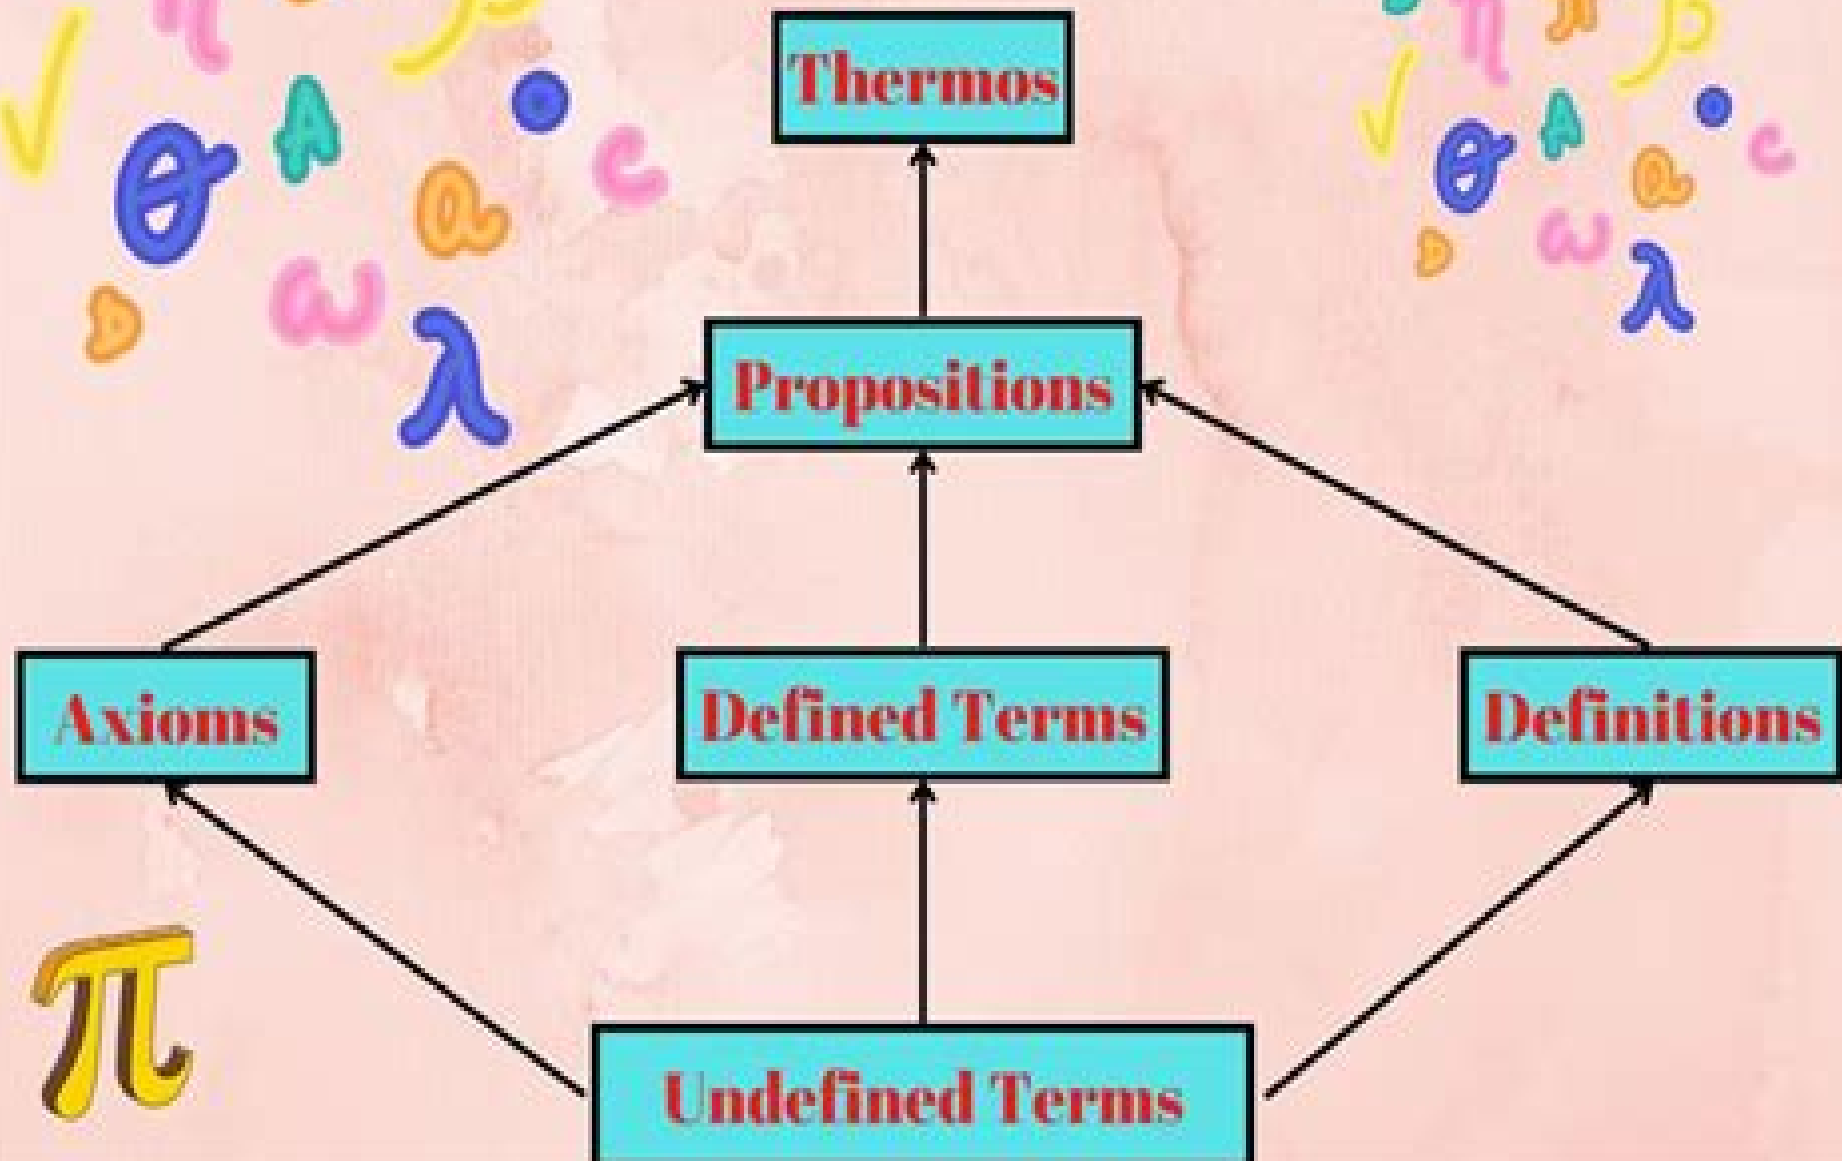 Thermos
Propositions
Axioms
Defined Terms
Definitions
Undefined Terms
η
β
√
θ
A
c
a
ω
D
λ
η
β
√
θ
A
c
a
ω
D
λ
π